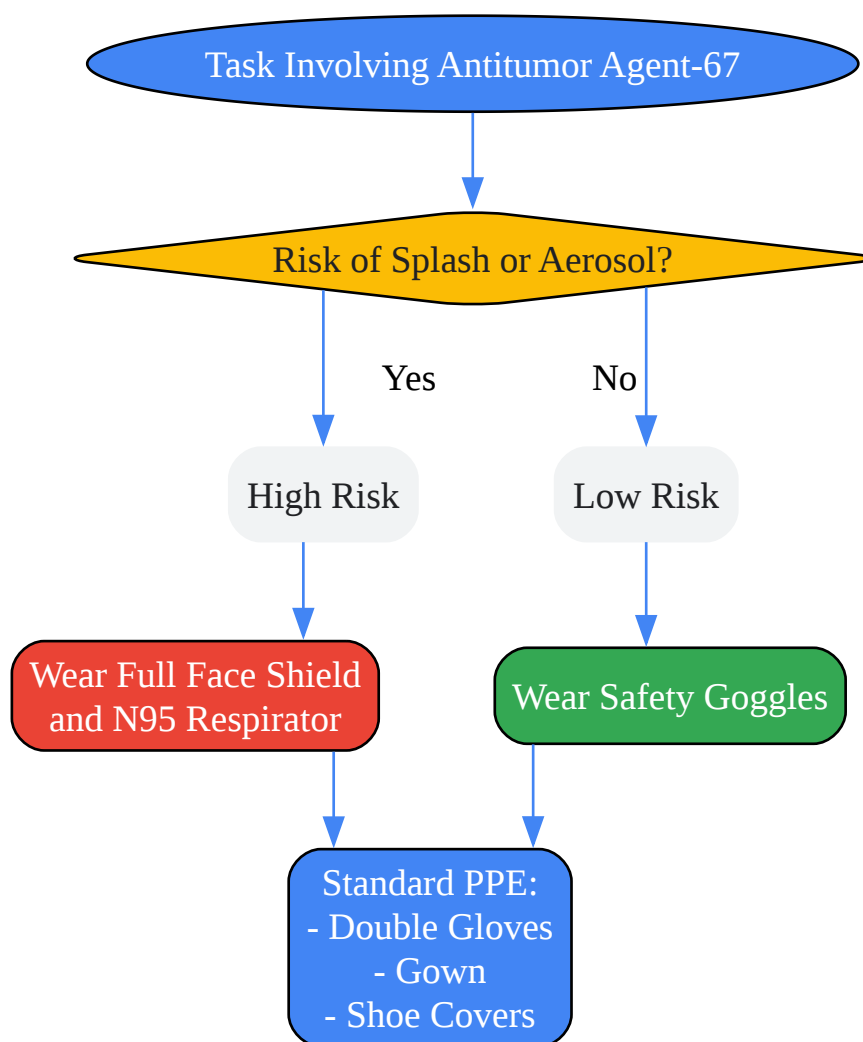 Task Involving Antitumor Agent-67
Risk of Splash or Aerosol?
Yes
No
High Risk
Low Risk
Wear Full Face Shield
and N95 Respirator
Wear Safety Goggles
Standard PPE:
- Double Gloves
- Gown
- Shoe Covers